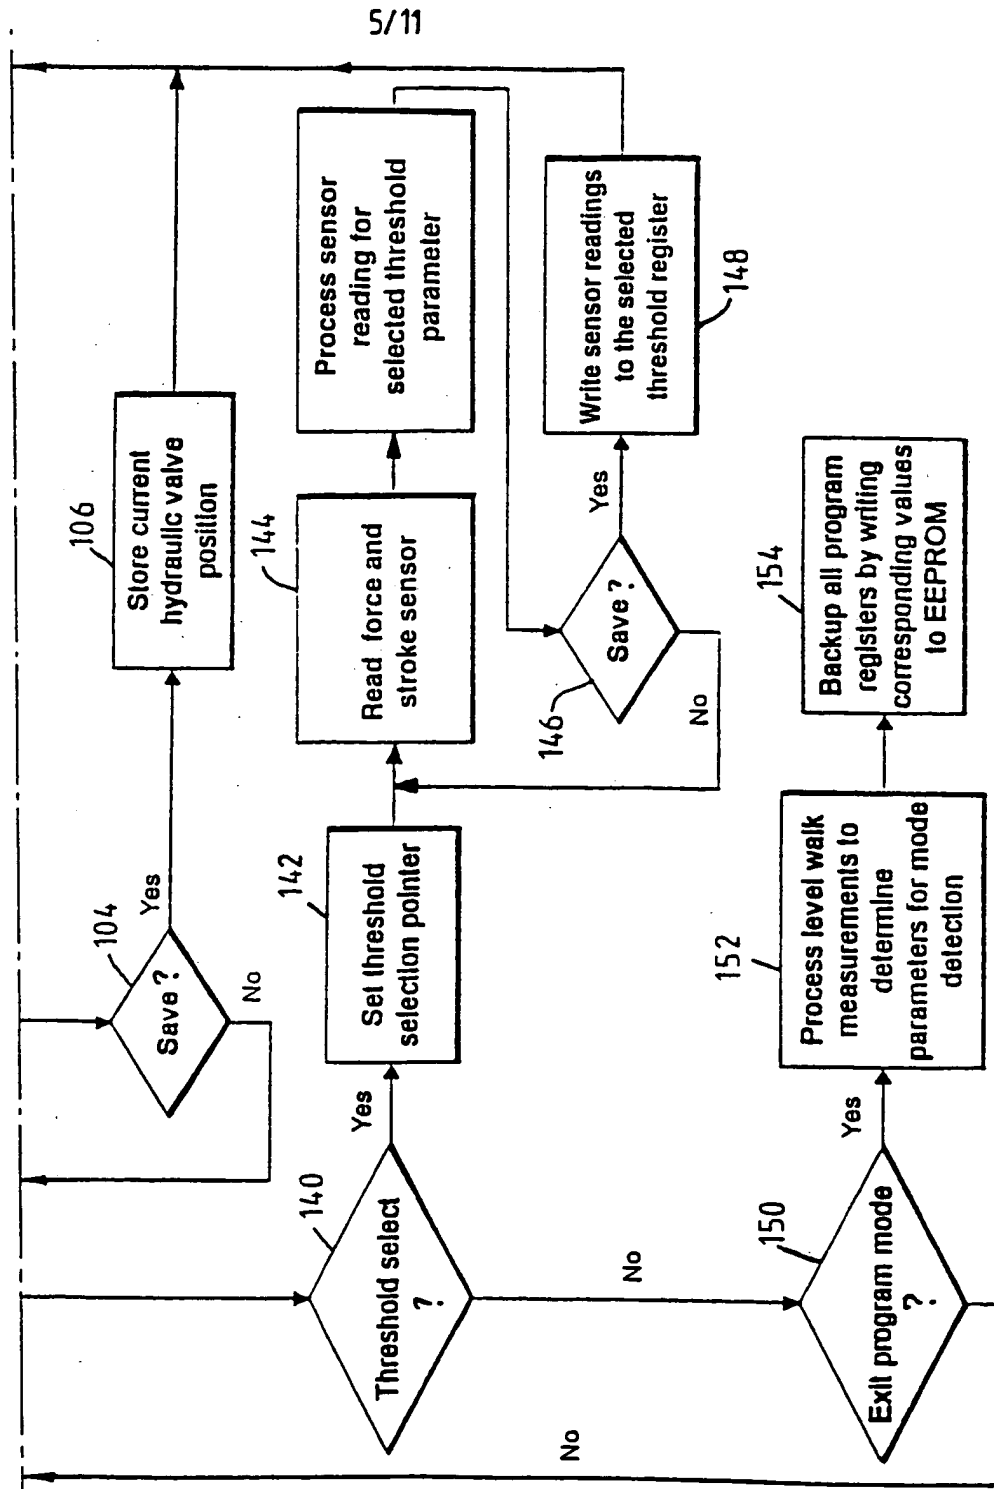 5/11
104
Save ?
Yes
No
106
Store current
hydraulic valve
position
140
Threshold select
?
Yes
No
142
Set threshold
selection pointer
144
Read force and
stroke sensor
Process sensor
reading for
selected threshold
parameter
146
Save ?
Yes
No
148
Write sensor readings
to the selected
threshold register
150
Exit program mode
?
Yes
No
152
Process level walk
measurements to
determine
parameters for mode
detection
154
Backup all program
registers by writing
corresponding values
to EEPROM